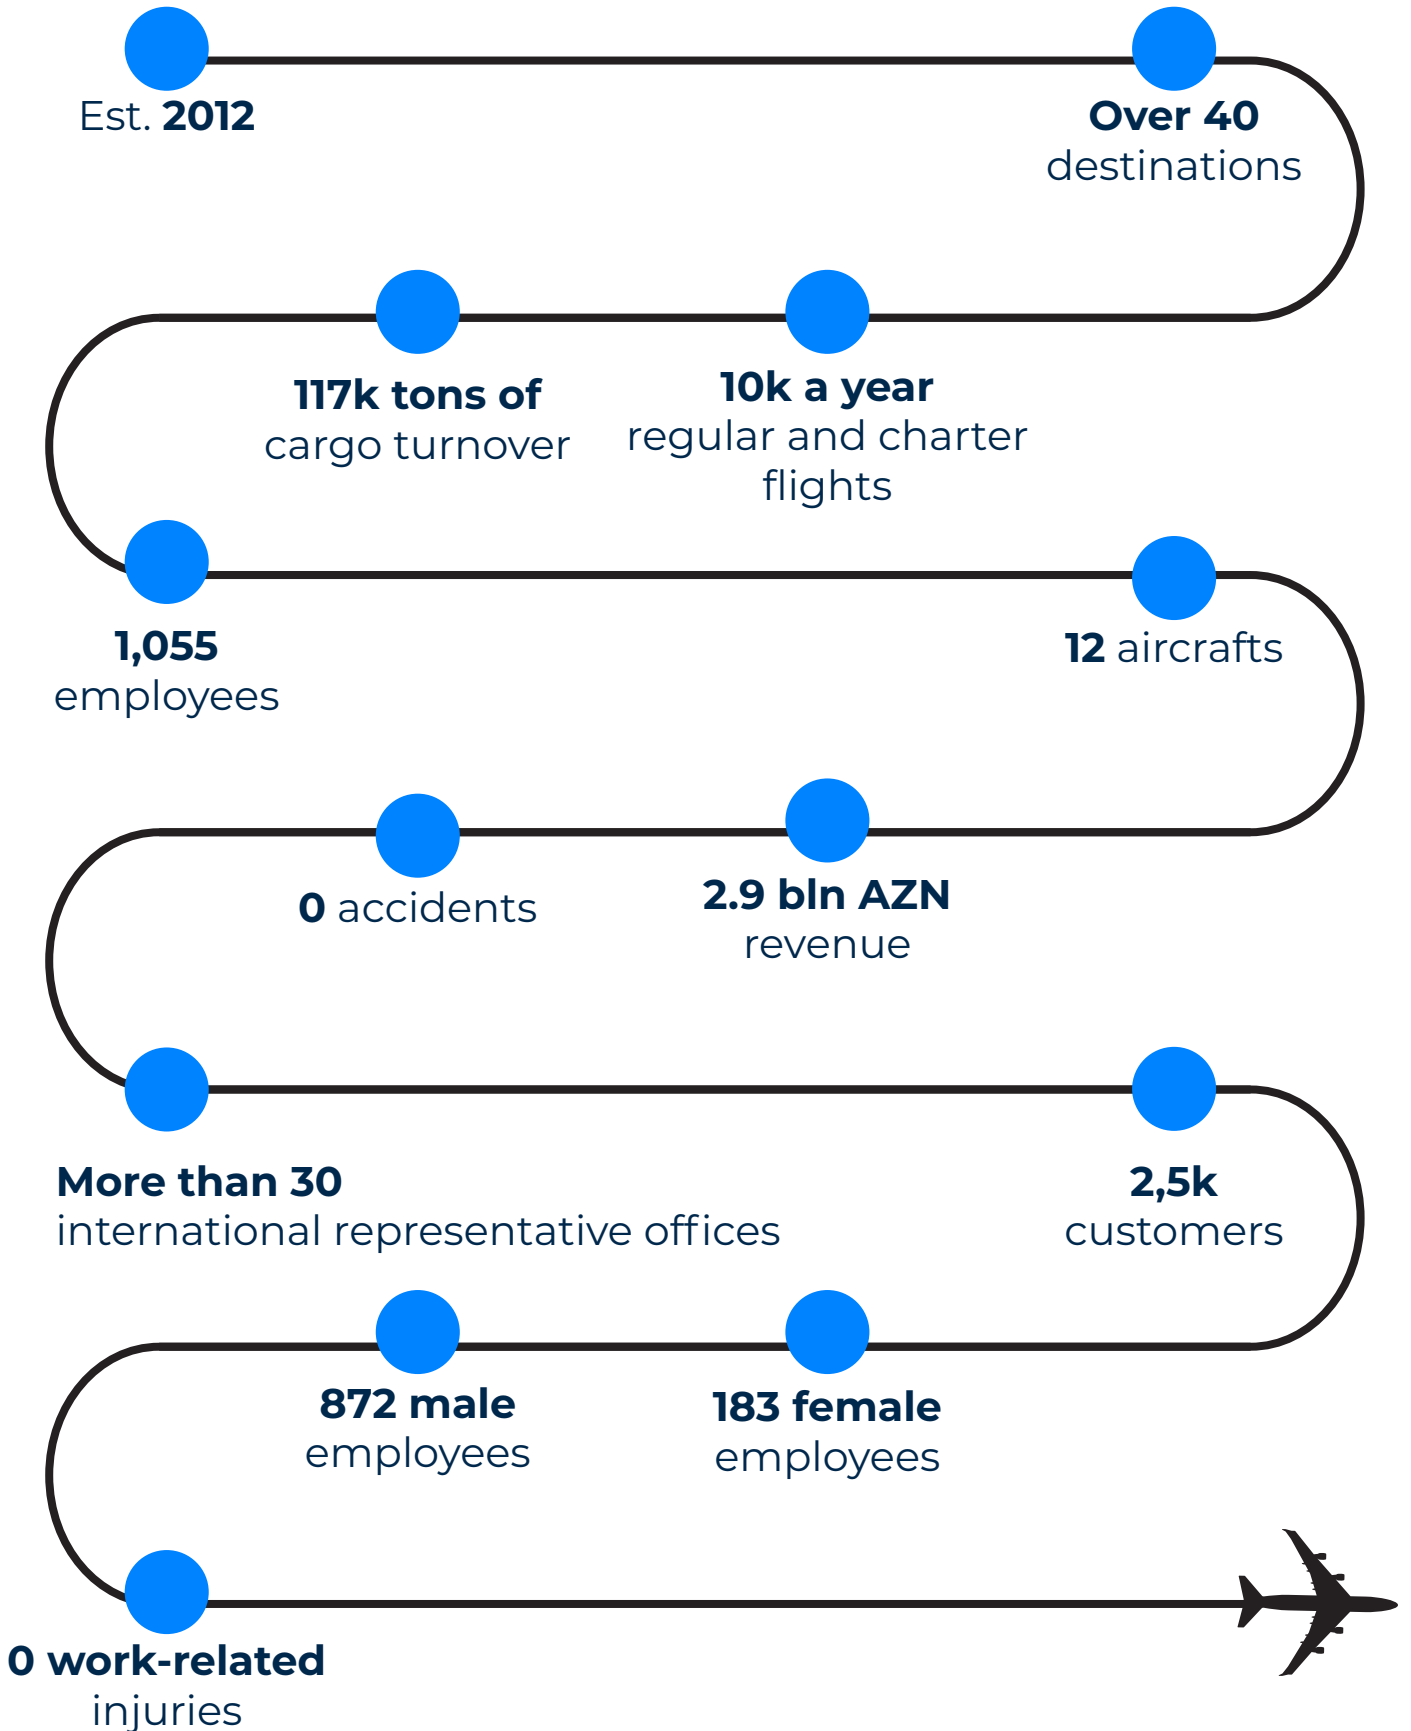 Est. 2012
Over 40
destinations
117k tons of
cargo turnover
10k a year
regular and charter
flights
1,055
employees
12 aircrafts
0 accidents
2.9 bln AZN
revenue
More than 30
international representative offices
2,5k
customers
872 male
employees
183 female
employees
0 work-related
injuries